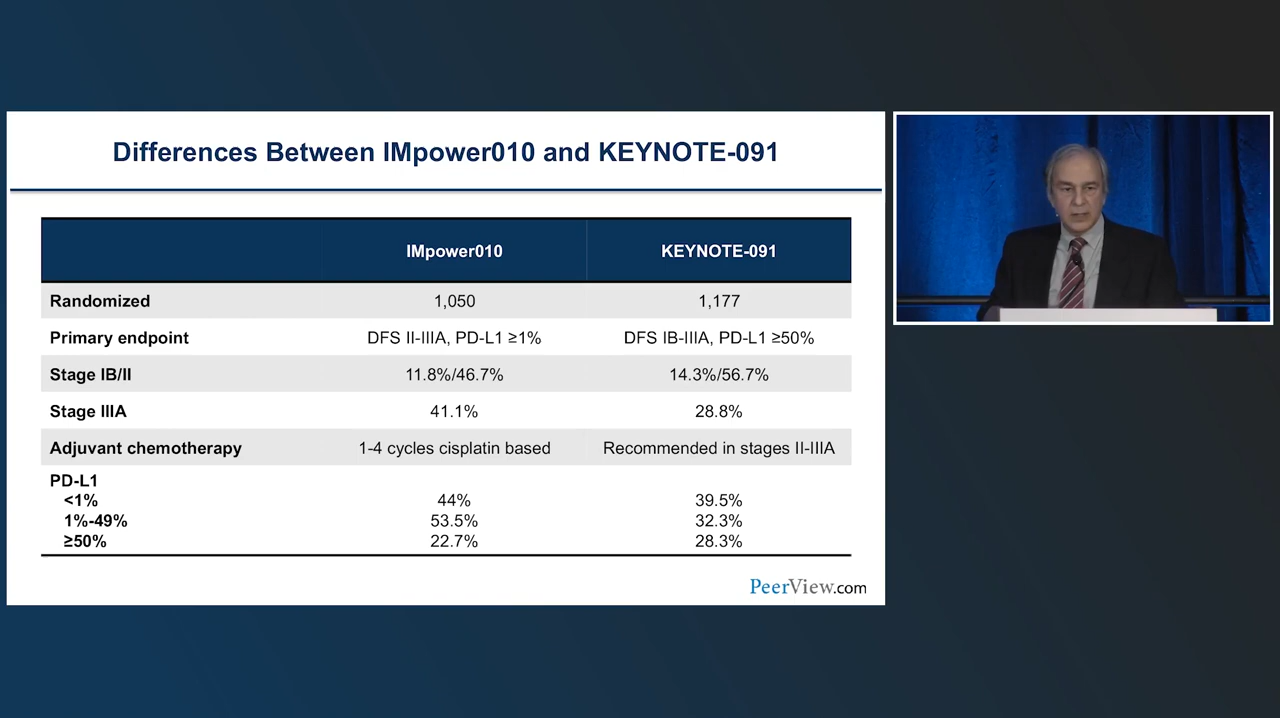 Differences Between IMpower010 and KEYNOTE-091
IMpower010 KEYNOTE-091
Randomized 1,050 1,177
Primary endpoint DFS II-IIIA, PD-L1 ≥1% DFS IB-IIIA, PD-L1 ≥50%
Stage IB/II 11.8%/46.7% 14.3%/56.7%
Stage IIIA 41.1% 28.8%
Adjuvant chemotherapy 1-4 cycles cisplatin based Recommended in stages II-IIIA
PD-L1
<1% 44% 39.5%
1%-49% 53.5% 32.3%
≥50% 22.7% 28.3%
PeerView.com